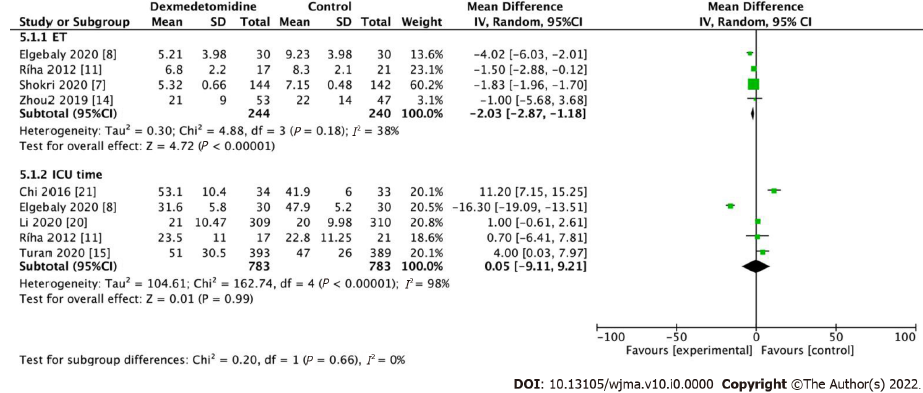 Dexmedetomidine Control Mean Difference Mean Difference
Study or Subgroup Mean SD Total Mean SD Total Weight IV, Random, 95%CI IV, Random, 95% CI
5.1.1 ET
Elgebaly 2020 [8] 5.21 3.98 30 9.23 3.98 30 13.6% -4.02 [-6.03, -2.01]
Ríha 2012 [11] 6.8 2.2 17 8.3 2.1 21 23.1% -1.50 [-2.88, -0.12]
Shokri 2020 [7] 5.32 0.66 144 7.15 0.48 142 60.2% -1.83 [-1.96, -1.70]
Zhou2 2019 [14] 21 9 53 22 14 47 3.1% -1.00 [-5.68, 3.68]
Subtotal (95%CI) 244 240 100.0% -2.03 [-2.87, -1.18]
Heterogeneity: Tau² = 0.30; Chi² = 4.88, df = 3 (P = 0.18); I² = 38%
Test for overall effect: Z = 4.72 (P < 0.00001)
5.1.2 ICU time
Chi 2016 [21] 53.1 10.4 34 41.9 6 33 20.1% 11.20 [7.15, 15.25]
Elgebaly 2020 [8] 31.6 5.8 30 47.9 5.2 30 20.5% -16.30 [-19.09, -13.51]
Li 2020 [20] 21 10.47 309 20 9.98 310 20.8% 1.00 [-0.61, 2.61]
Ríha 2012 [11] 23.5 11 17 22.8 11.25 21 18.6% 0.70 [-6.41, 7.81]
Turan 2020 [15] 51 30.5 393 47 26 389 20.1% 4.00 [0.03, 7.97]
Subtotal (95%CI) 783 783 100.0% 0.05 [-9.11, 9.21]
Heterogeneity: Tau² = 104.61; Chi² = 162.74, df = 4 (P < 0.00001); I² = 98%
Test for overall effect: Z = 0.01 (P = 0.99)
-100 -50 0 50 100
Favours [experimental] Favours [control]
Test for subgroup differences: Chi² = 0.20, df = 1 (P = 0.66), I² = 0%
DOI: 10.13105/wjma.v10.i0.0000 Copyright ©The Author(s) 2022.